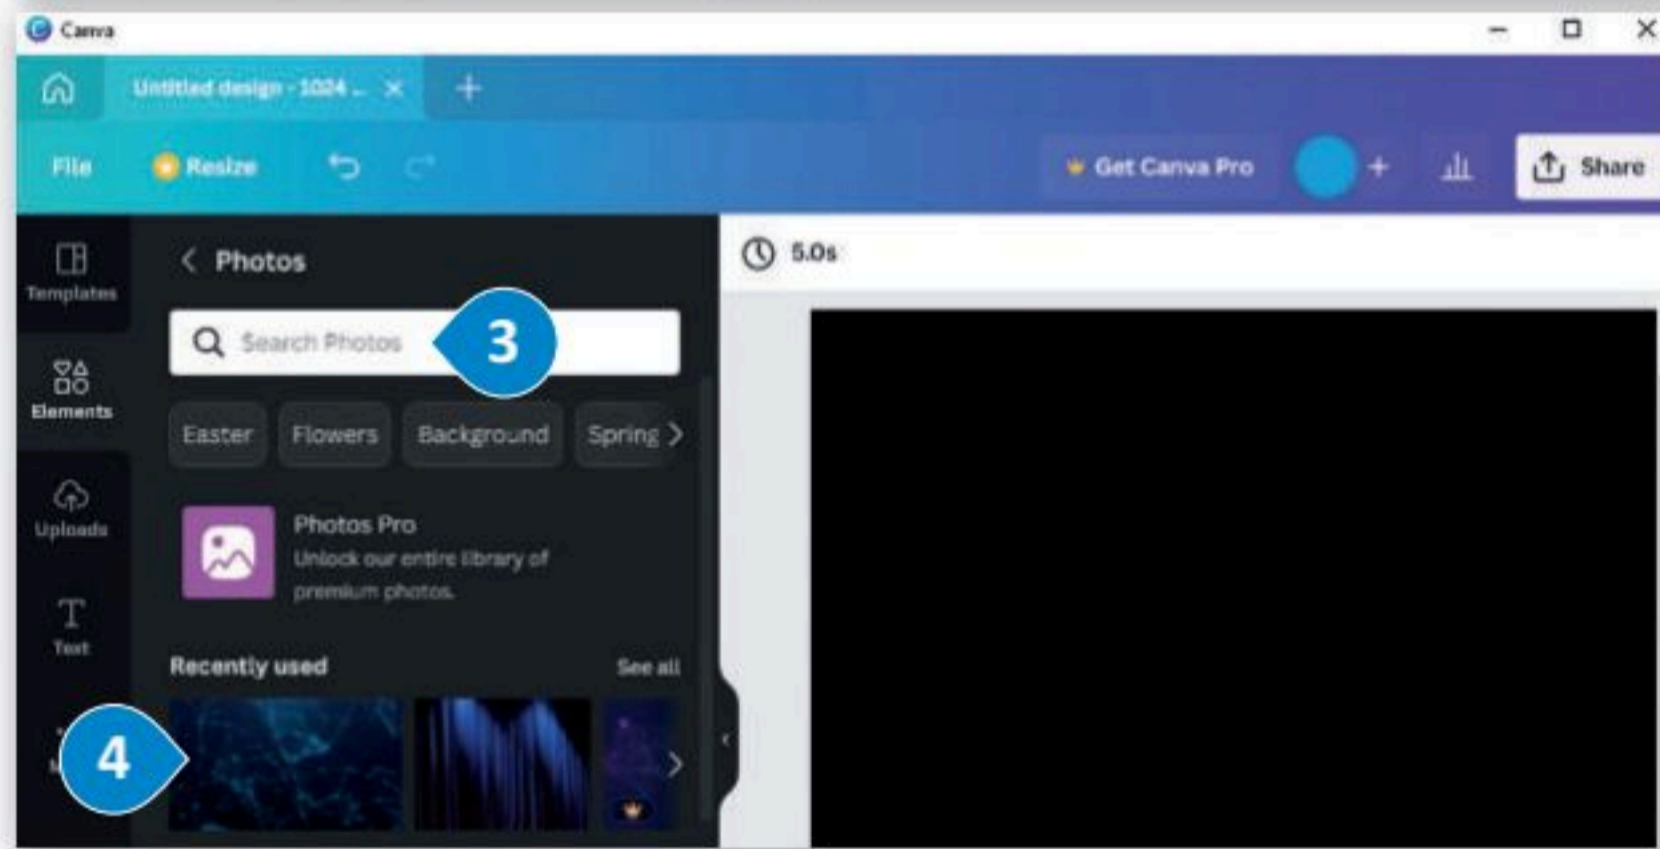 Canva
Untitled design - 1024 ...
File Resize Get Canva Pro Share
Templates
Elements
Uploads
Text
Photos
5.0s
Search Photos
3
Easter Flowers Background Spring
Photos Pro
Unlock our entire library of
premium photos.
Recently used See all
4